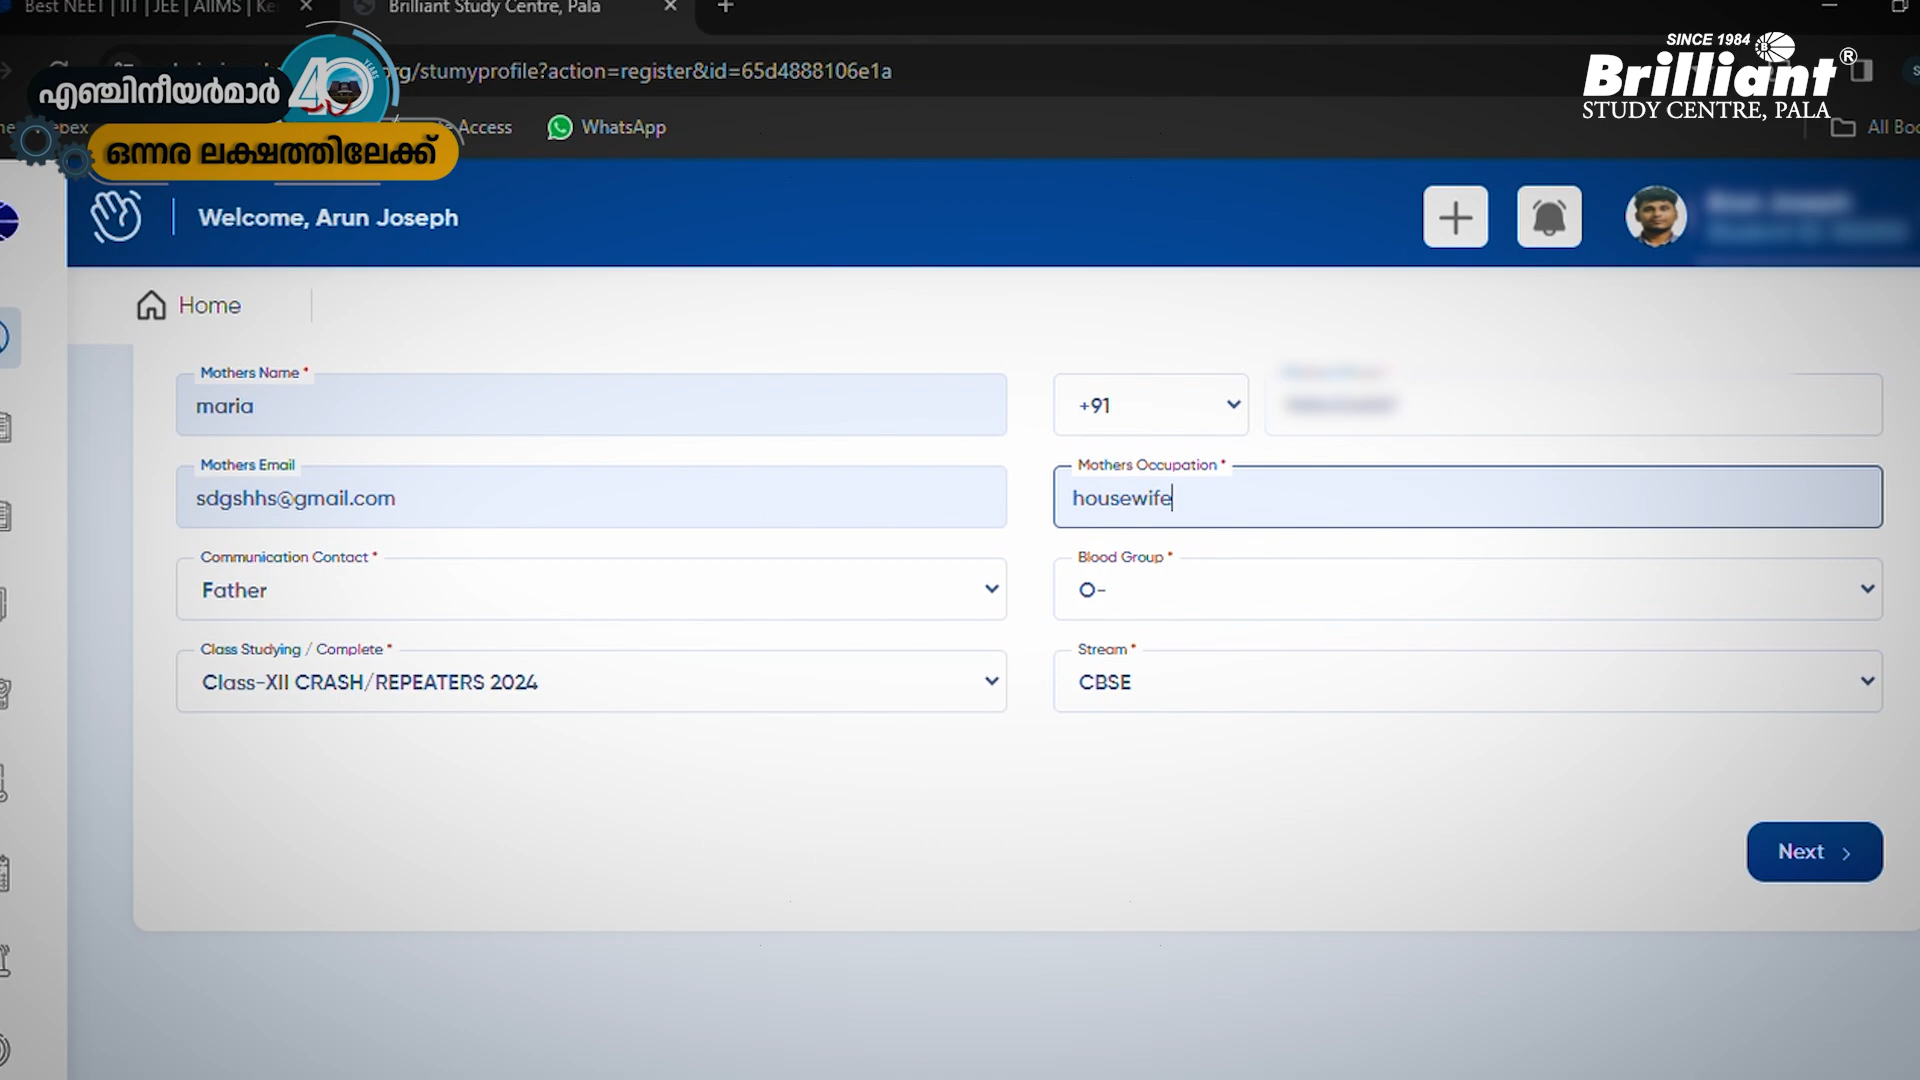 Best NEET | IIT | JEE | AIIMS | Ke
Brilliant Study Centre, Pala
org/stumyprofile?action=register&id=65d4888106e1a
എഞ്ചിനീയർമാർ
40
YEARS
ഒന്നര ലക്ഷത്തിലേക്ക്
Access
WhatsApp
All Boo
SINCE 1984
Brilliant®
STUDY CENTRE, PALA
Welcome, Arun Joseph
Home
Mothers Name *
maria
+91
Mothers Email
sdgshhs@gmail.com
Mothers Occupation *
housewife
Communication Contact *
Father
Blood Group *
O-
Class Studying / Complete *
Class-XII CRASH/REPEATERS 2024
Stream *
CBSE
Next